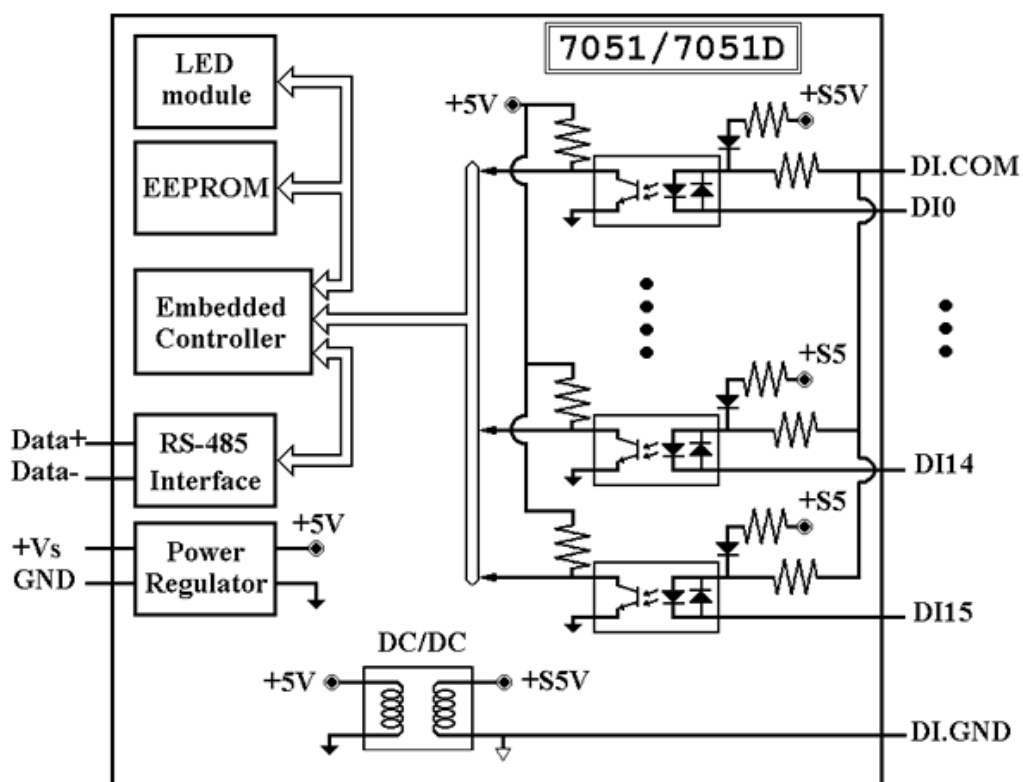 7051/7051D
LED
module
EEPROM
Embedded
Controller
RS-485
Interface
Data+
Data-
Power
Regulator
+Vs
GND
+5V
+5V
+S5V
DI.COM
DI0
+S5
DI14
+S5
DI15
DC/DC
+5V
+S5V
DI.GND